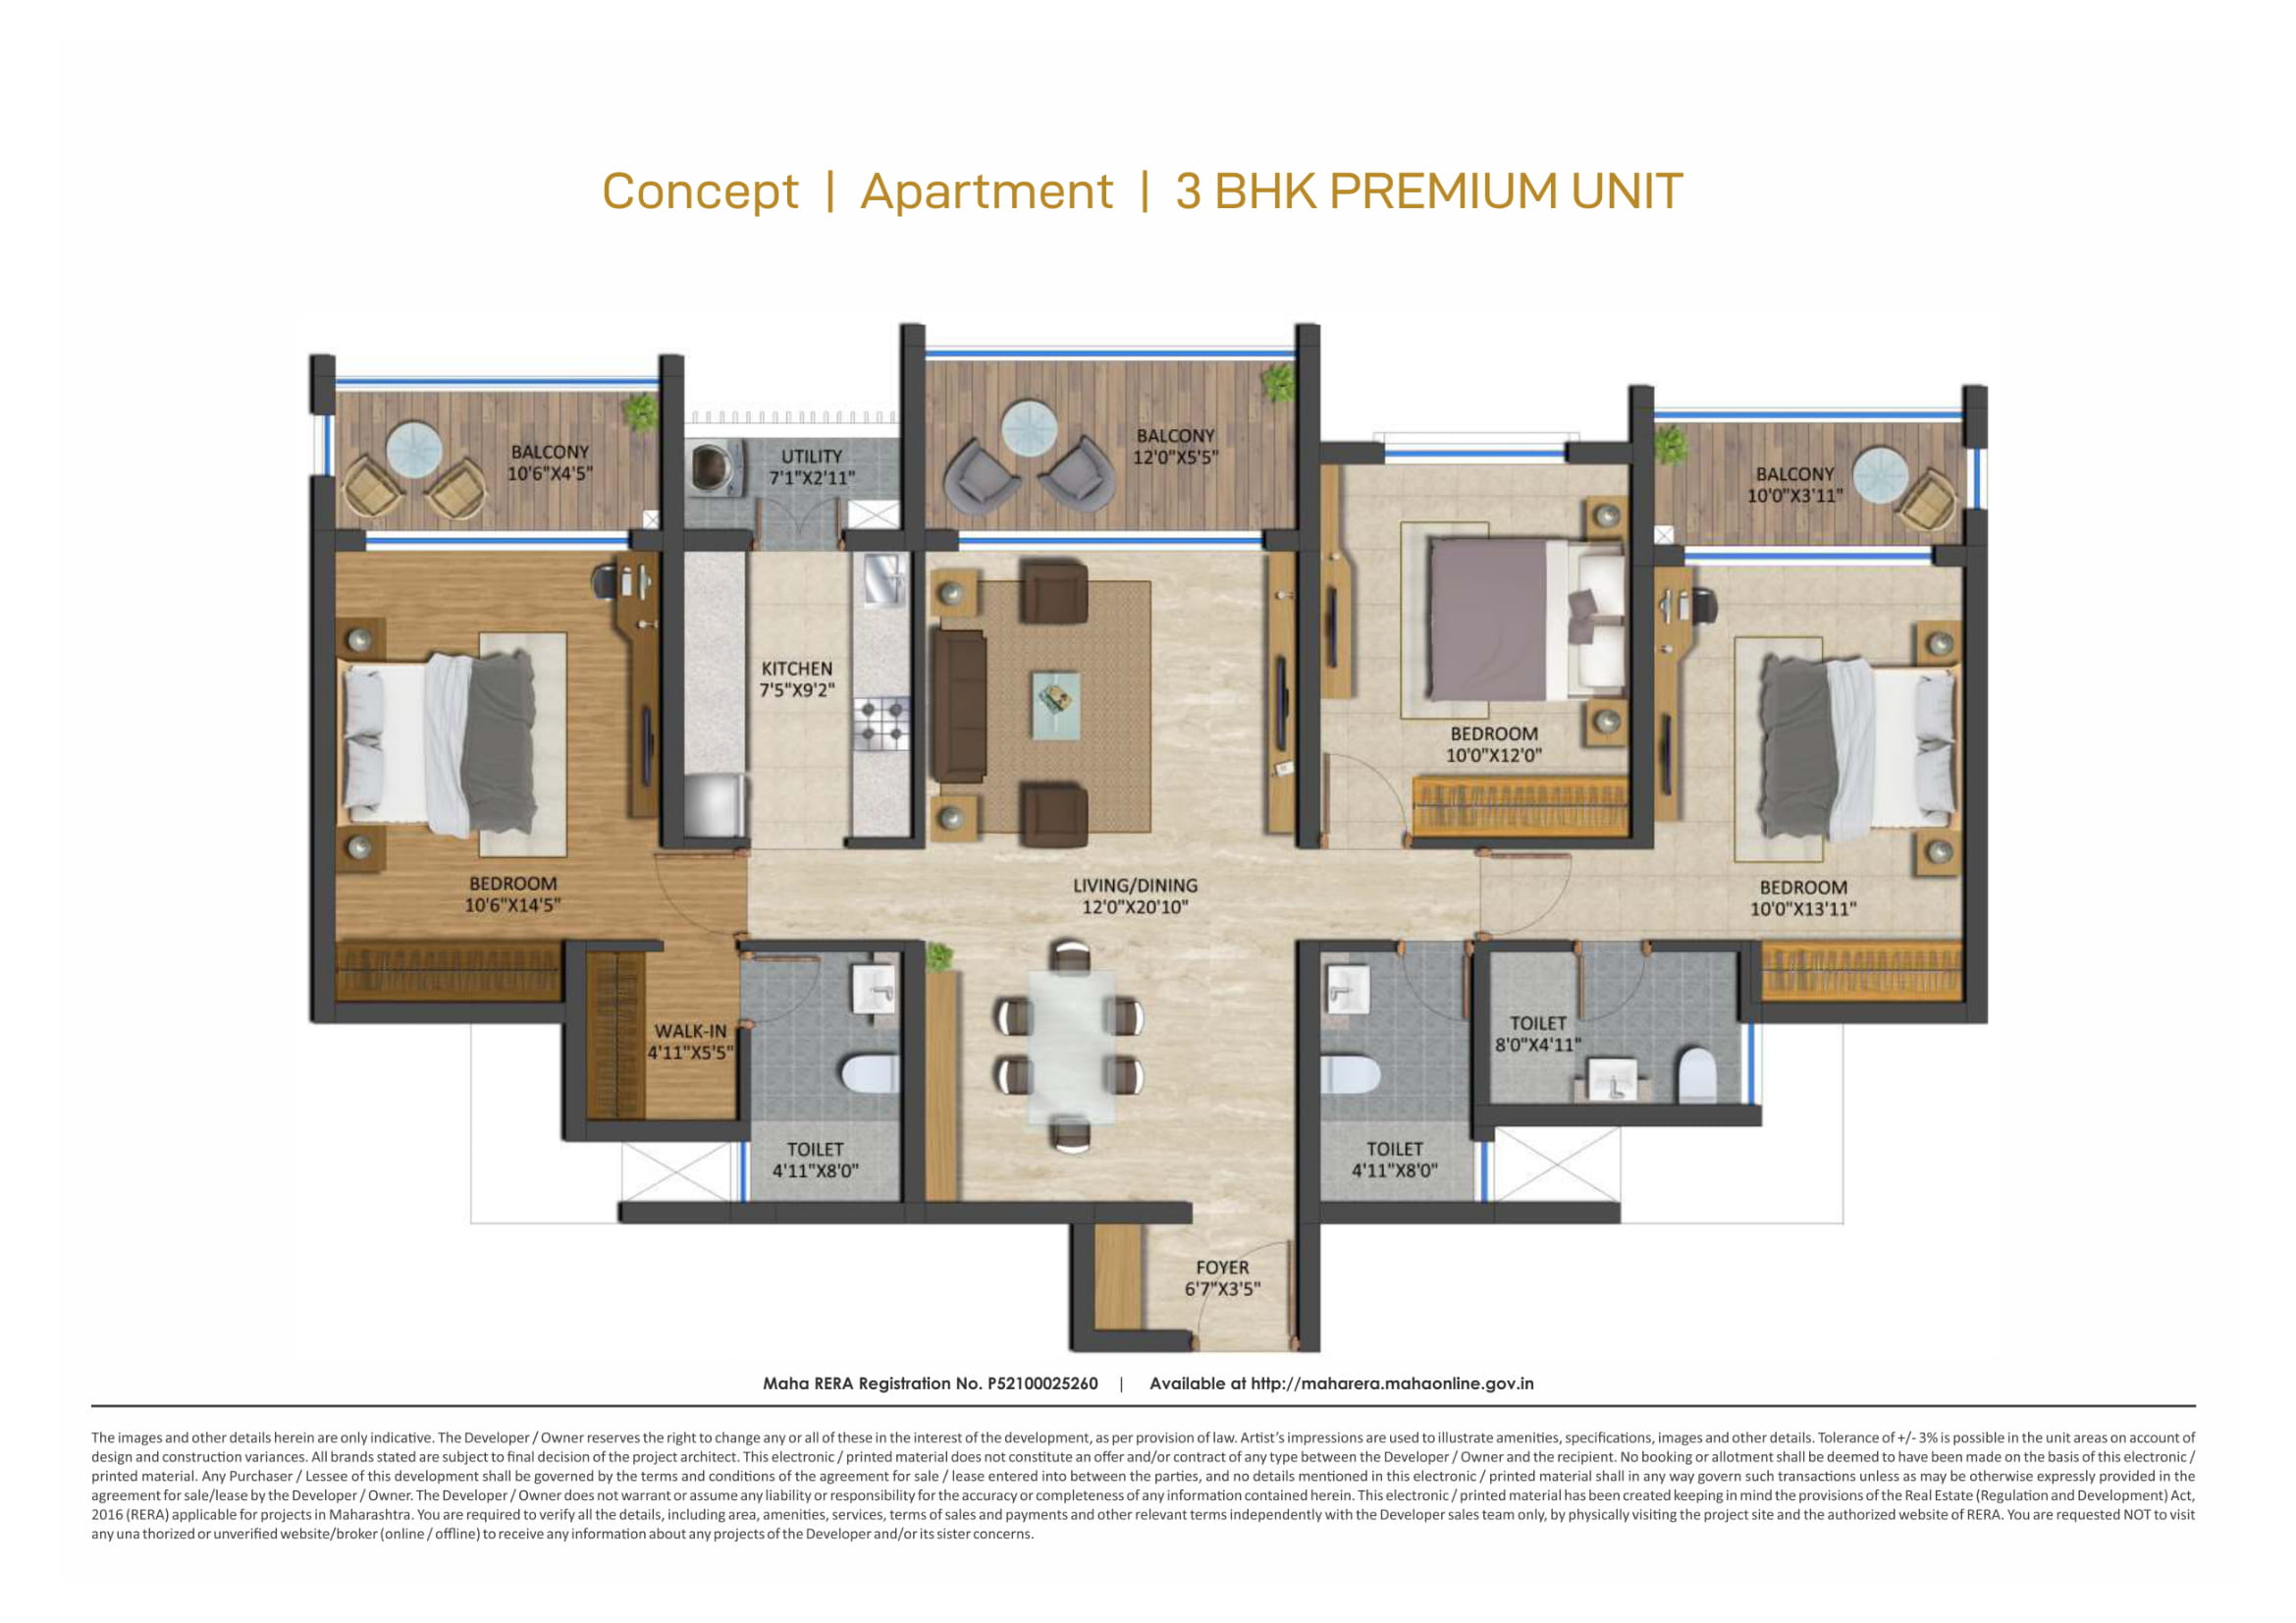 Concept | Apartment | 3 BHK PREMIUM UNIT
BALCONY
10'6"X4'5"
UTILITY
7'1"X2'11"
BALCONY
12'0"X5'5"
BALCONY
10'0"X3'11"
KITCHEN
7'5"X9'2"
BEDROOM
10'0"X12'0"
BEDROOM
10'6"X14'5"
LIVING/DINING
12'0"X20'10"
BEDROOM
10'0"X13'11"
WALK-IN
4'11"X5'5"
TOILET
8'0"X4'11"
TOILET
4'11"X8'0"
TOILET
4'11"X8'0"
FOYER
6'7"X3'5"
Maha RERA Registration No. P52100025260 | Available at http://maharera.mahaonline.gov.in
The images and other details herein are only indicative. The Developer / Owner reserves the right to change any or all of these in the interest of the development, as per provision of law. Artist's impressions are used to illustrate amenities, specifications, images and other details. Tolerance of +/- 3% is possible in the unit areas on account of
design and construction variances. All brands stated are subject to final decision of the project architect. This electronic / printed material does not constitute an offer and/or contract of any type between the Developer / Owner and the recipient. No booking or allotment shall be deemed to have been made on the basis of this electronic /
printed material. Any Purchaser / Lessee of this development shall be governed by the terms and conditions of the agreement for sale / lease entered into between the parties, and no details mentioned in this electronic / printed material shall in any way govern such transactions unless as may be otherwise expressly provided in the
agreement for sale/lease by the Developer / Owner. The Developer / Owner does not warrant or assume any liability or responsibility for the accuracy or completeness of any information contained herein. This electronic / printed material has been created keeping in mind the provisions of the Real Estate (Regulation and Development) Act,
2016 (RERA) applicable for projects in Maharashtra. You are required to verify all the details, including area, amenities, services, terms of sales and payments and other relevant terms independently with the Developer sales team only, by physically visiting the project site and the authorized website of RERA. You are requested NOT to visit
any una thorized or unverified website/broker (online / offline) to receive any information about any projects of the Developer and/or its sister concerns.